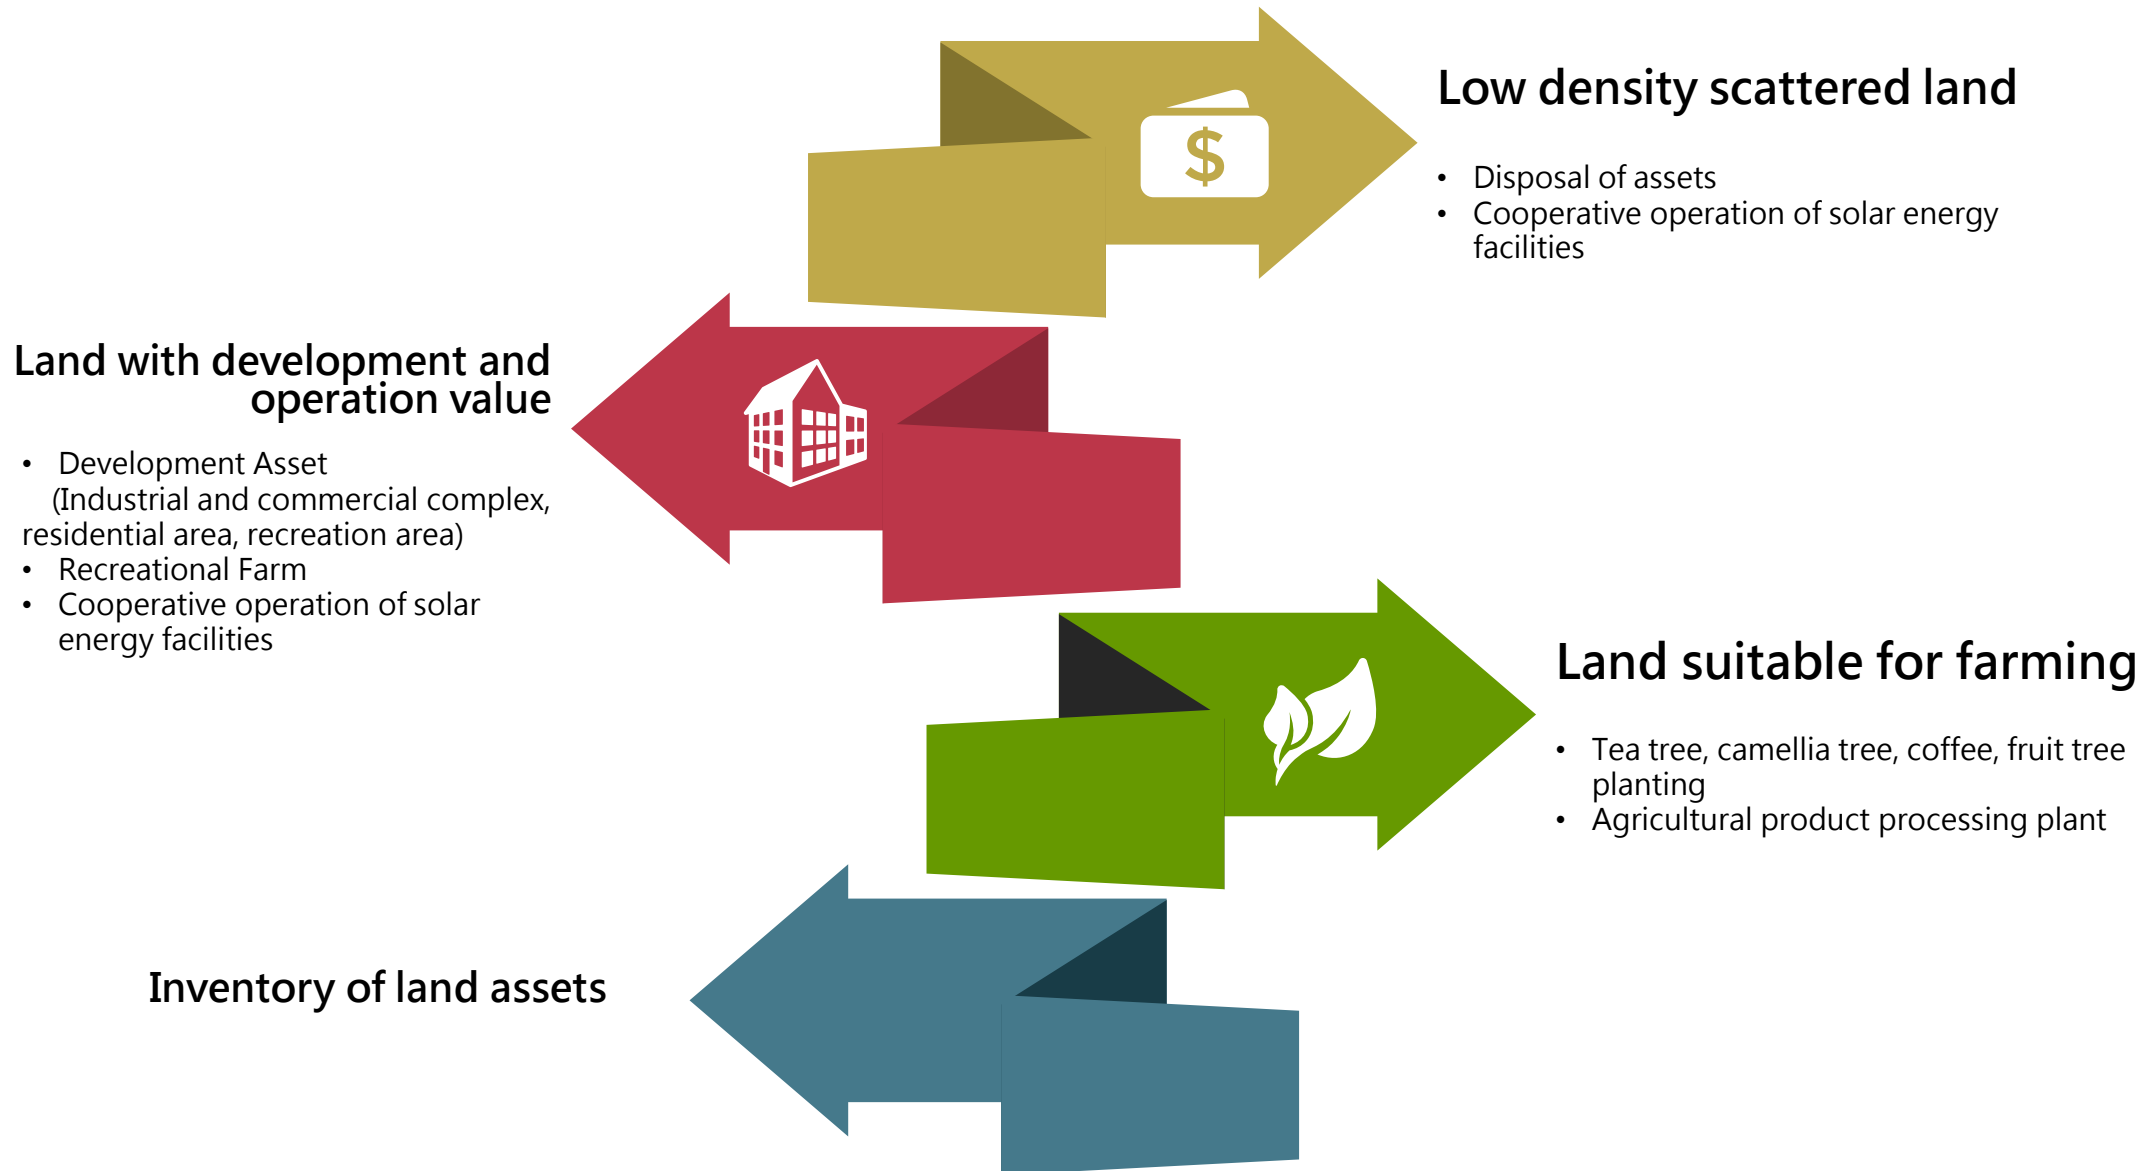 Low density scattered land
• Disposal of assets
• Cooperative operation of solar energy
facilities
$
Land with development and
operation value
• Development Asset
(Industrial and commercial complex,
residential area, recreation area)
• Recreational Farm
• Cooperative operation of solar
energy facilities
Land suitable for farming
• Tea tree, camellia tree, coffee, fruit tree
planting
• Agricultural product processing plant
Inventory of land assets